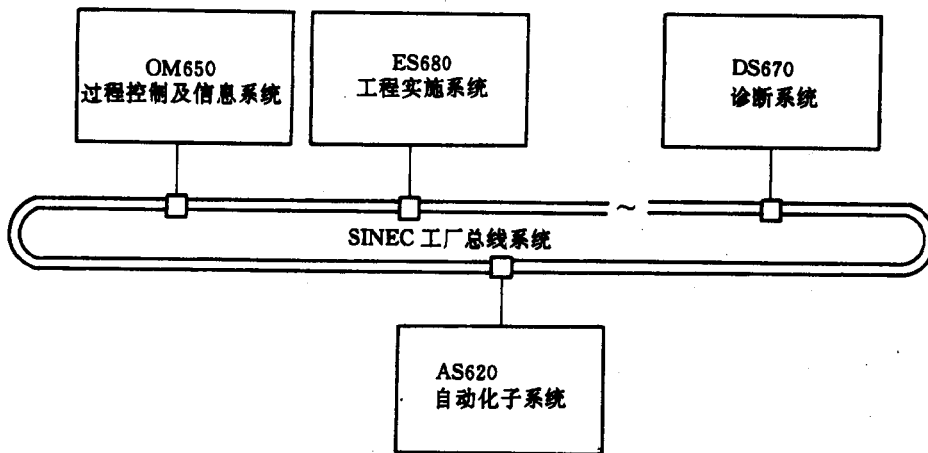 OM650
过程控制及信息系统
ES680
工程实施系统
DS670
诊断系统
~
SINEC 工厂总线系统
AS620
自动化子系统